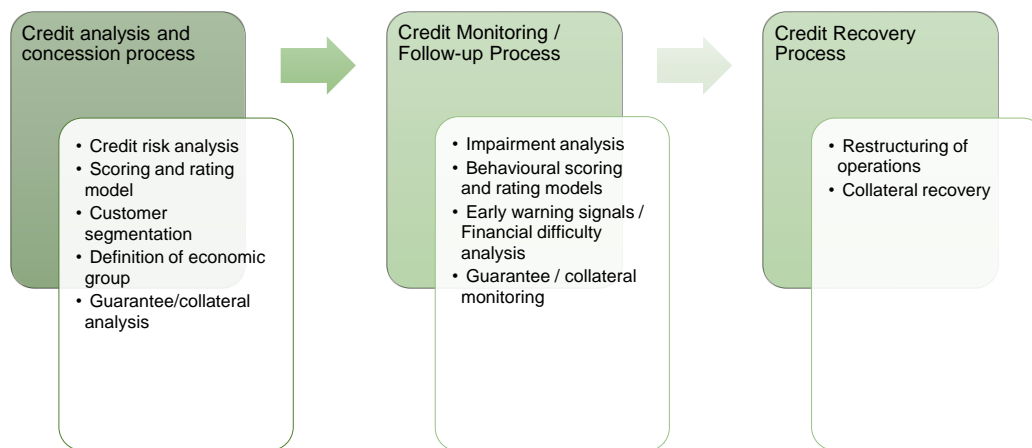 Credit analysis and
concession process
• Credit risk analysis
• Scoring and rating
model
• Customer
segmentation
• Definition of economic
group
• Guarantee/collateral
analysis
Credit Monitoring /
Follow-up Process
• Impairment analysis
• Behavioural scoring
and rating models
• Early warning signals /
Financial difficulty
analysis
• Guarantee / collateral
monitoring
Credit Recovery
Process
• Restructuring of
operations
• Collateral recovery